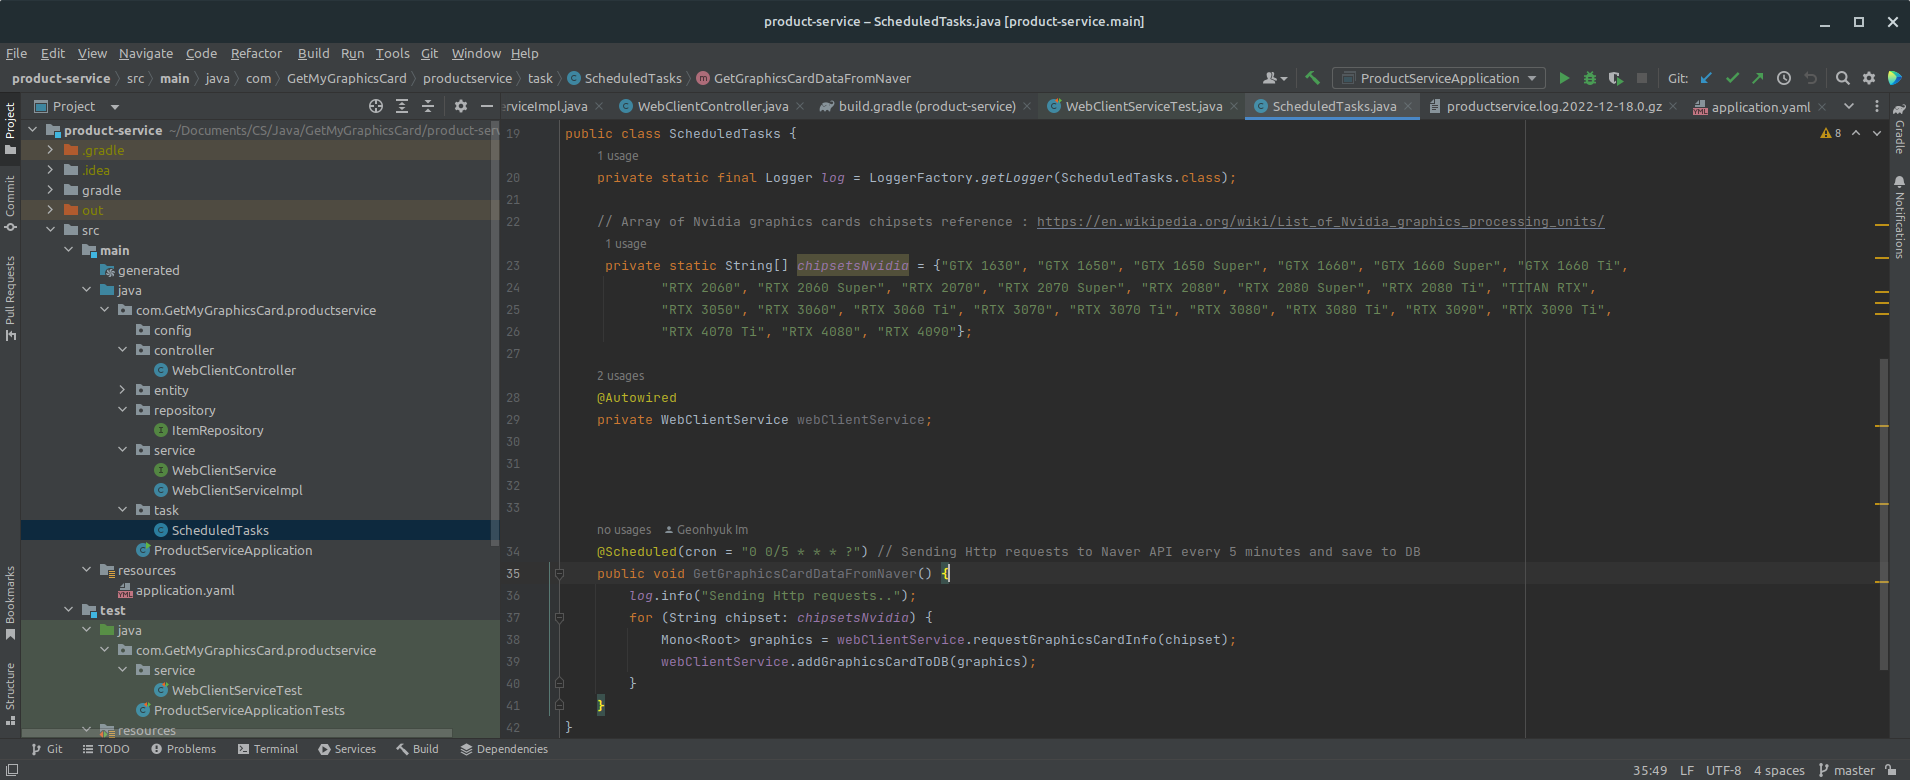 product-service – ScheduledTasks.java [product-service.main]
File Edit View Navigate Code Refactor Build Run Tools Git Window Help
product-service src main java com GetMyGraphicsCard productservice task ScheduledTasks GetGraphicsCardDataFromNaver
ProductServiceApplication Git:
Project
erviceImpl.java WebClientController.java build.gradle (product-service) WebClientServiceTest.java ScheduledTasks.java productservice.log.2022-12-18.0.gz application.yaml
Project
Commit
Pull Requests
Bookmarks
Structure
product-service ~/Documents/CS/Java/GetMyGraphicsCard/product-serv
.gradle
.idea
gradle
out
src
main
generated
java
com.GetMyGraphicsCard.productservice
config
controller
WebClientController
entity
repository
ItemRepository
service
WebClientService
WebClientServiceImpl
task
ScheduledTasks
ProductServiceApplication
resources
application.yaml
test
java
com.GetMyGraphicsCard.productservice
service
WebClientServiceTest
ProductServiceApplicationTests
resources
19 public class ScheduledTasks {
8
1 usage
20 private static final Logger log = LoggerFactory.getLogger(ScheduledTasks.class);
21
22 // Array of Nvidia graphics cards chipsets reference : https://en.wikipedia.org/wiki/List_of_Nvidia_graphics_processing_units/
1 usage
23 private static String[] chipsetsNvidia = {"GTX 1630", "GTX 1650", "GTX 1650 Super", "GTX 1660", "GTX 1660 Super", "GTX 1660 Ti",
24 "RTX 2060", "RTX 2060 Super", "RTX 2070", "RTX 2070 Super", "RTX 2080", "RTX 2080 Super", "RTX 2080 Ti", "TITAN RTX",
25 "RTX 3050", "RTX 3060", "RTX 3060 Ti", "RTX 3070", "RTX 3070 Ti", "RTX 3080", "RTX 3080 Ti", "RTX 3090", "RTX 3090 Ti",
26 "RTX 4070 Ti", "RTX 4080", "RTX 4090"};
27
2 usages
28 @Autowired
29 private WebClientService webClientService;
30
31
32
33
no usages Geonhyuk Im
34 @Scheduled(cron = "0 0/5 * * * ?") // Sending Http requests to Naver API every 5 minutes and save to DB
35 public void GetGraphicsCardDataFromNaver() {
36 log.info("Sending Http requests..");
37 for (String chipset: chipsetsNvidia) {
38 Mono<Root> graphics = webClientService.requestGraphicsCardInfo(chipset);
39 webClientService.addGraphicsCardToDB(graphics);
40 }
41 }
42 }
Gradle
Notifications
Git TODO Problems Terminal Services Build Dependencies
35:49 LF UTF-8 4 spaces master